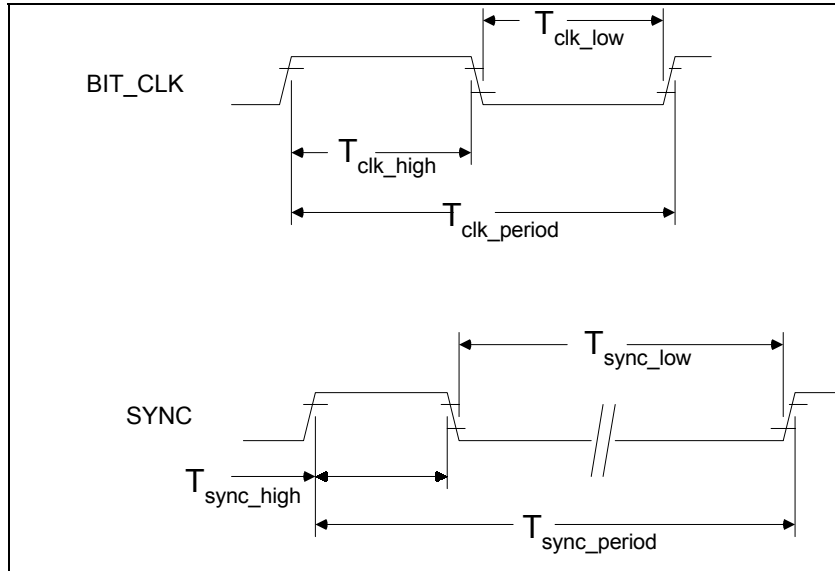 T_clk_low
BIT_CLK
T_clk_high
T_clk_period
T_sync_low
SYNC
T_sync_high
T_sync_period